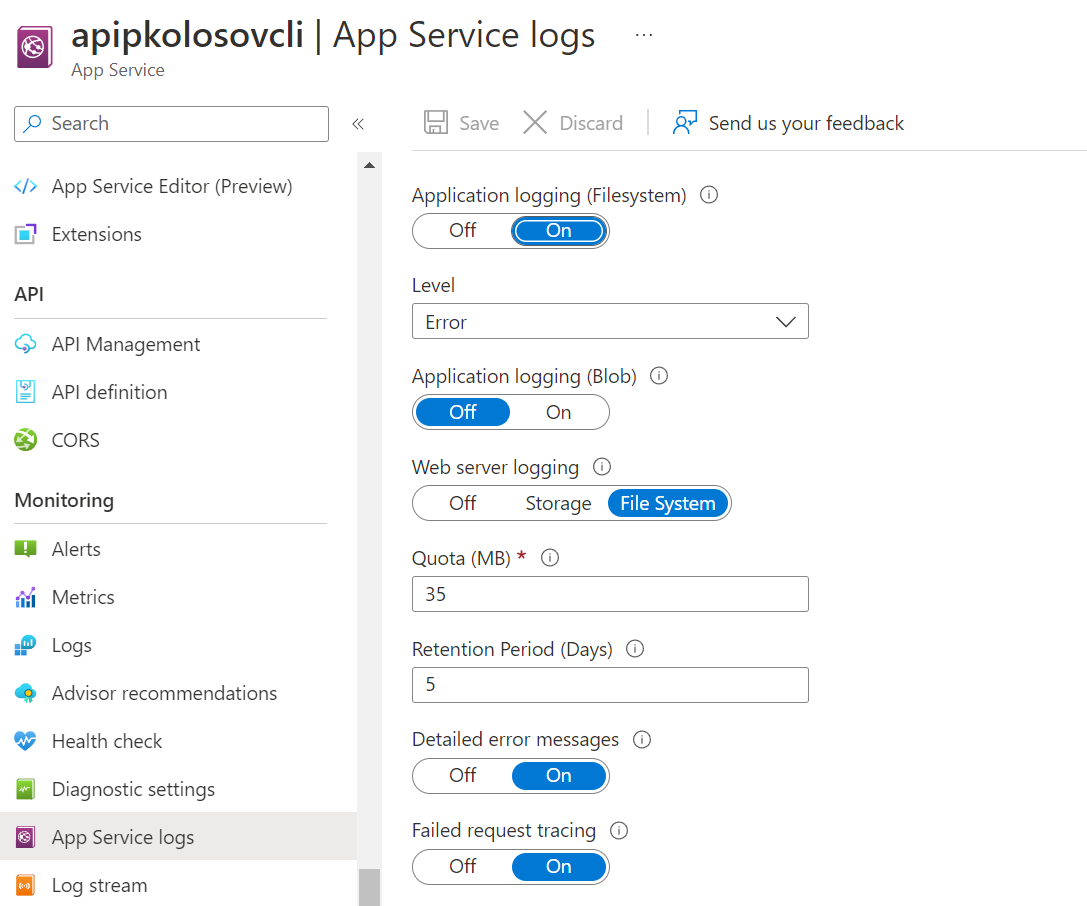 apipkolosovcli | App Service logs ...
App Service
Search
«
App Service Editor (Preview)
Extensions
API
API Management
API definition
CORS
Monitoring
Alerts
Metrics
Logs
Advisor recommendations
Health check
Diagnostic settings
App Service logs
Log stream
Save Discard Send us your feedback
Application logging (Filesystem)
Off On
Level
Error
Application logging (Blob)
Off On
Web server logging
Off Storage File System
Quota (MB) *
35
Retention Period (Days)
5
Detailed error messages
Off On
Failed request tracing
Off On